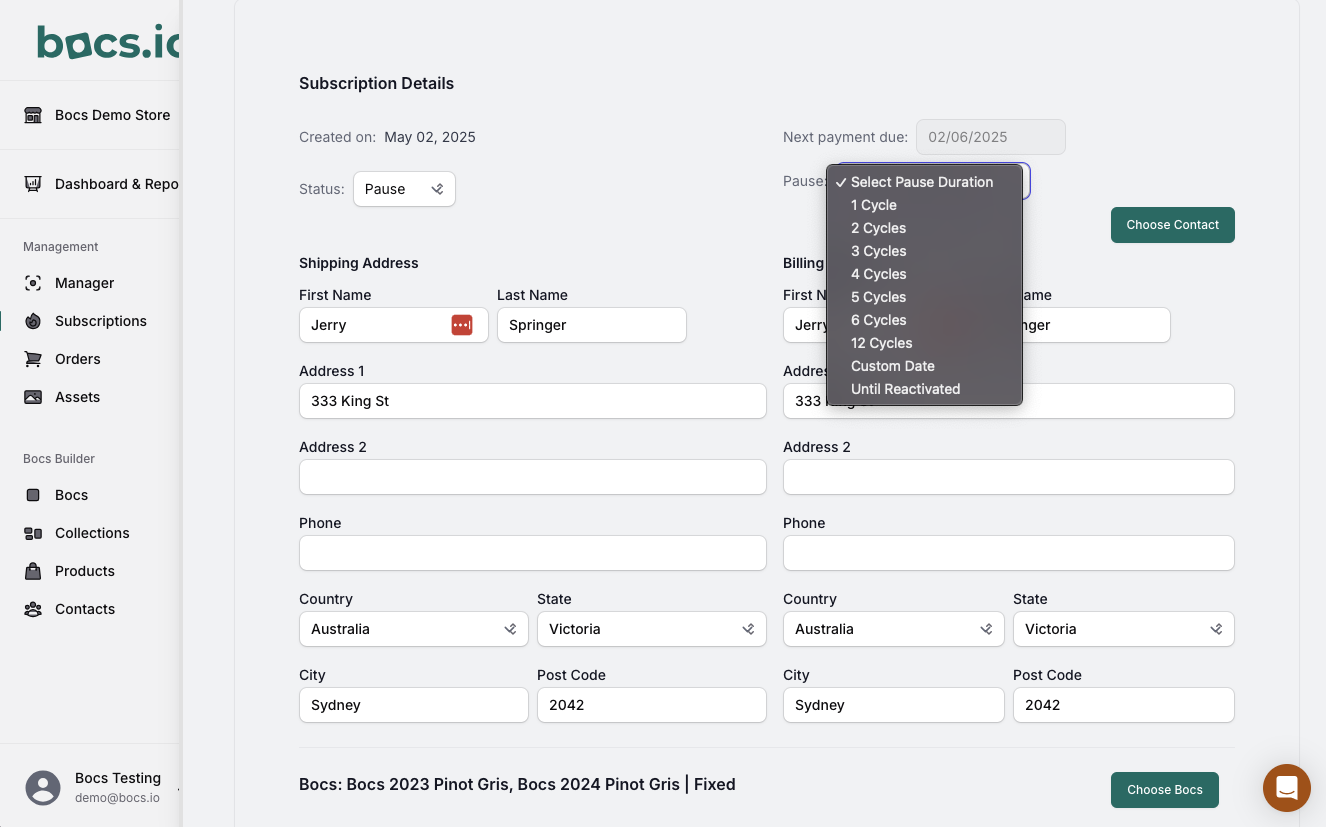 bocs.io
Bocs Demo Store
Dashboard & Repo
Management
Manager
Subscriptions
Orders
Assets
Bocs Builder
Bocs
Collections
Products
Contacts
Bocs Testing
demo@bocs.io
Subscription Details
Created on: May 02, 2025
Next payment due: 02/06/2025
Status: Pause
Pause:
✓ Select Pause Duration
1 Cycle
2 Cycles
3 Cycles
4 Cycles
5 Cycles
6 Cycles
12 Cycles
Custom Date
Until Reactivated
Choose Contact
Shipping Address
First Name Last Name
Jerry Springer
Address 1
333 King St
Address 2
Phone
Country State
Australia Victoria
City Post Code
Sydney 2042
Billing
First N ame
Jerry nger
Addre
333
Address 2
Phone
Country State
Australia Victoria
City Post Code
Sydney 2042
Bocs: Bocs 2023 Pinot Gris, Bocs 2024 Pinot Gris | Fixed
Choose Bocs